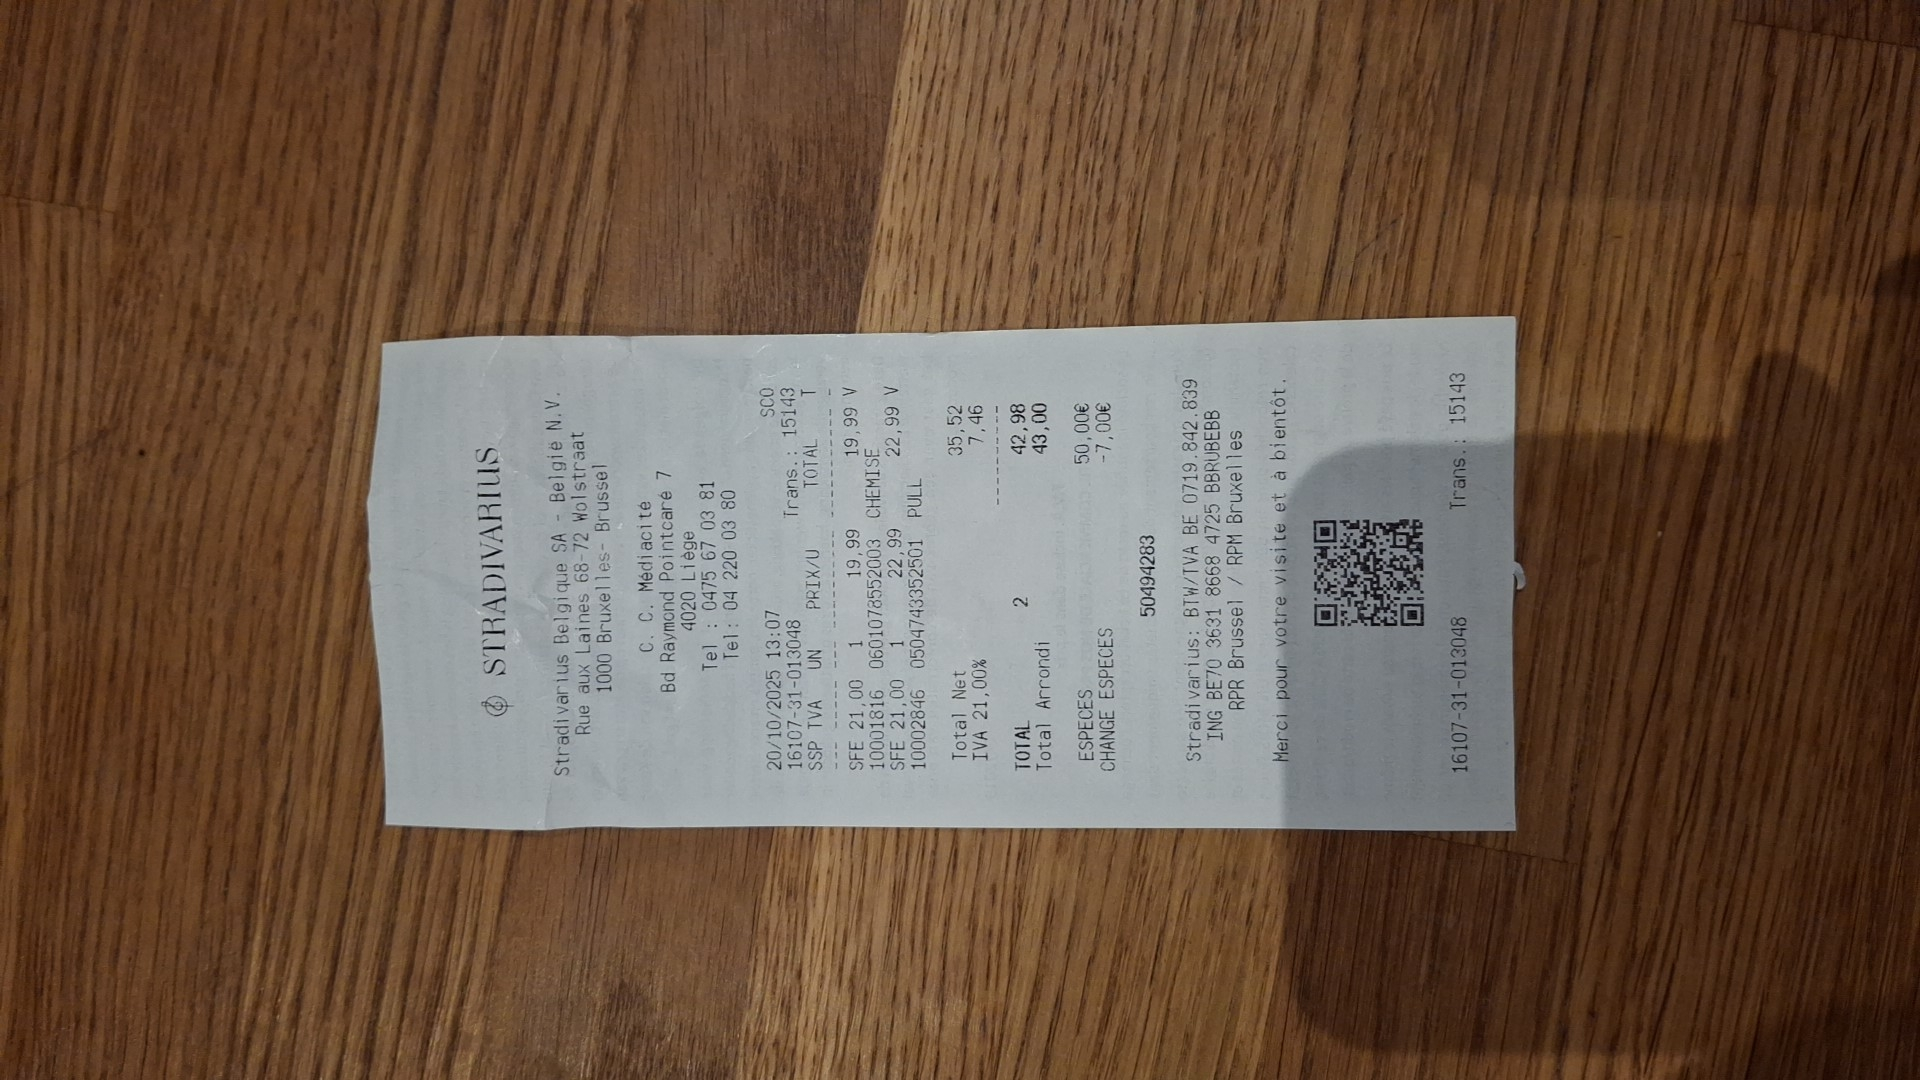 STRADIVARIUS
Stradivarius Belgique SA - België N.V.
Rue aux Laines 68-72 Wolstraat
1000 Bruxelles- Brussel
C. C. Médiacité
Bd Raymond Pointcaré 7
4020 Liège
Tel : 0475 67 03 81
Tel: 04 220 03 80
20/10/2025 13:07 SCO
16107-31-013048 Trans.: 15143
SSP TVA UN PRIX/U TOTAL T
SFE 21,00 1 19,99 19,99 V
10001816 06010785552003 CHEMISE
SFE 21,00 1 22,99 22,99 V
10002846 05047433352501 PULL
Total Net 35,52
IVA 21,00% 7,46
TOTAL 2 42,98
Total Arrondi 43,00
ESPECES 50,00€
CHANGE ESPECES -7,00€
50494283
Stradivarius: BTW/TVA BE 0719.842.839
ING BE70 3631 8668 4725 BBRUBEBB
RPR Brussel / RPM Bruxelles
Merci pour votre visite et à bientôt.
16107-31-013048 Trans.: 15143